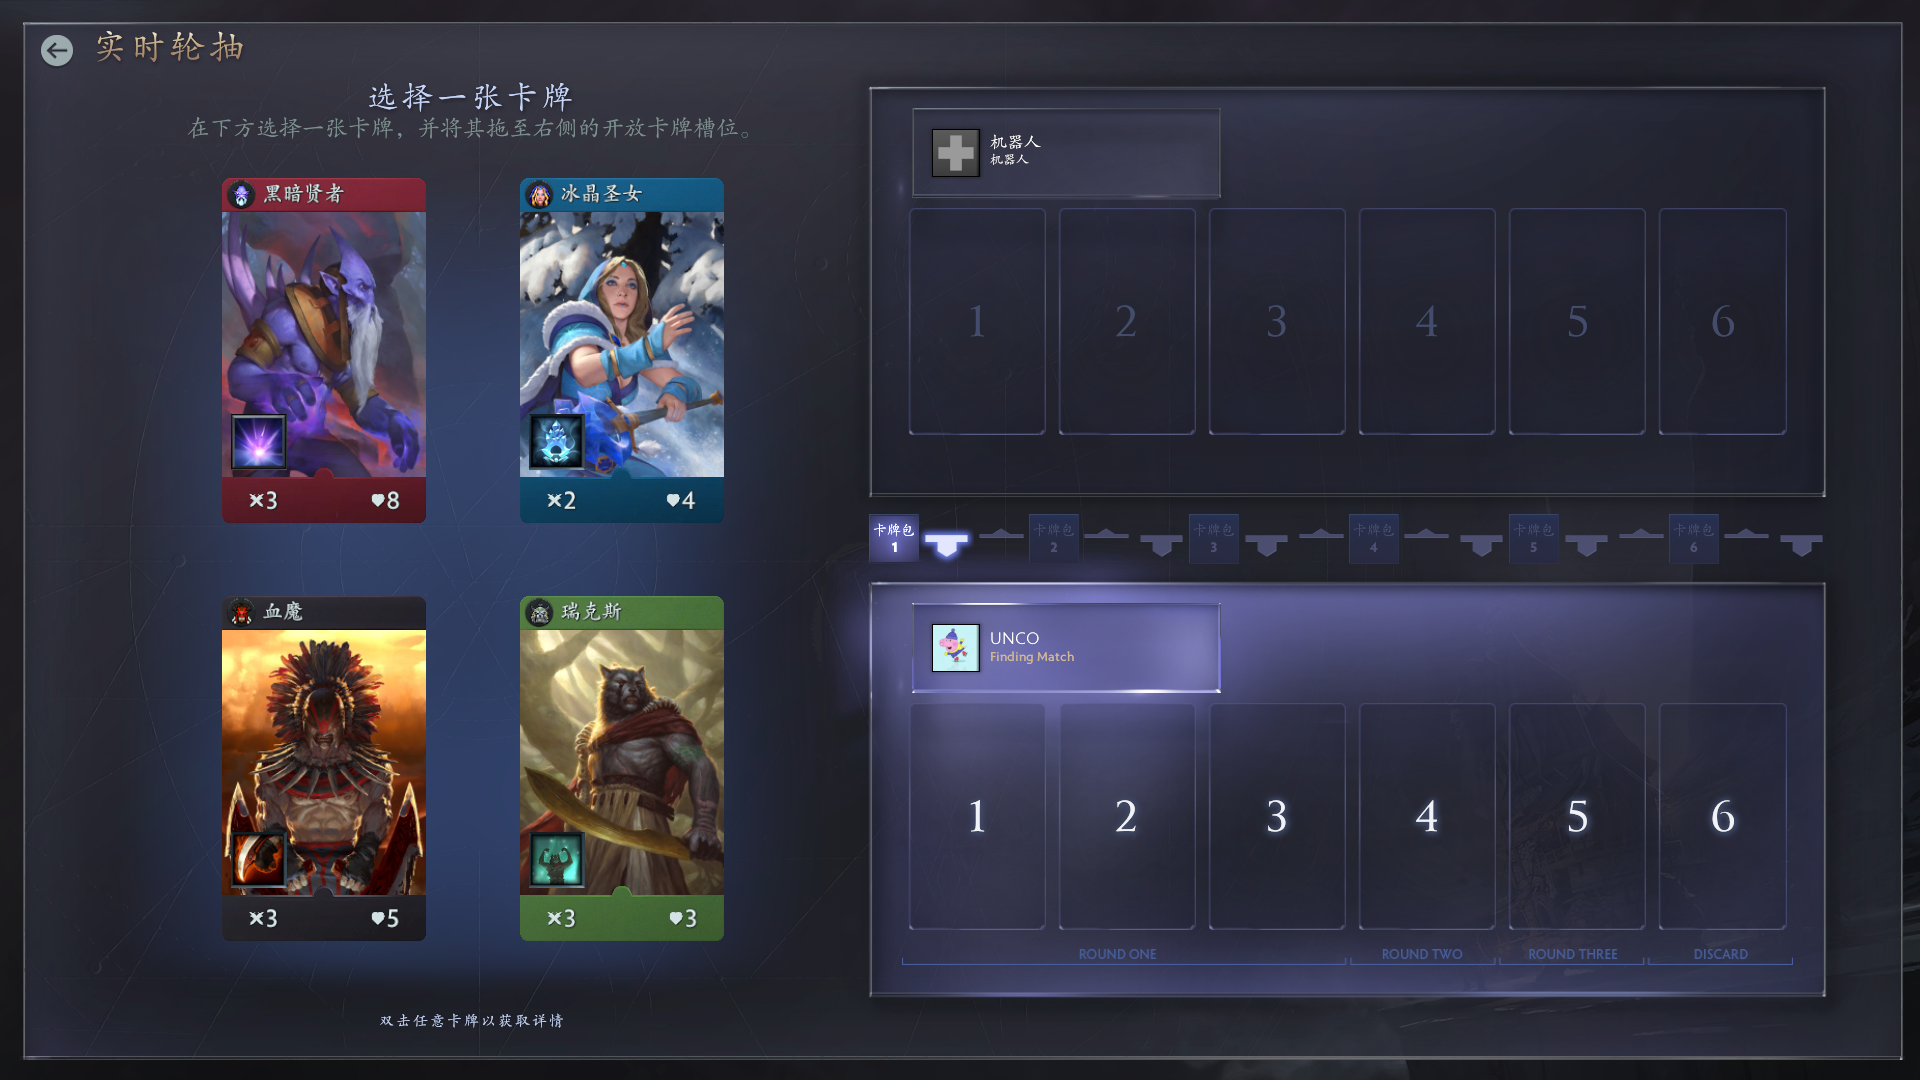 实时轮抽
选择一张卡牌
在下方选择一张卡牌，并将其拖至右侧的开放卡牌槽位。
黑暗贤者
3 8
冰晶圣女
2 4
血魔
3 5
瑞克斯
3 3
双击任意卡牌以获取详情
机器人
机器人
1 2 3 4 5 6
卡牌包 1
卡牌包 2
卡牌包 3
卡牌包 4
卡牌包 5
卡牌包 6
UNCO
Finding Match
1 2 3 4 5 6
ROUND ONE ROUND TWO ROUND THREE DISCARD